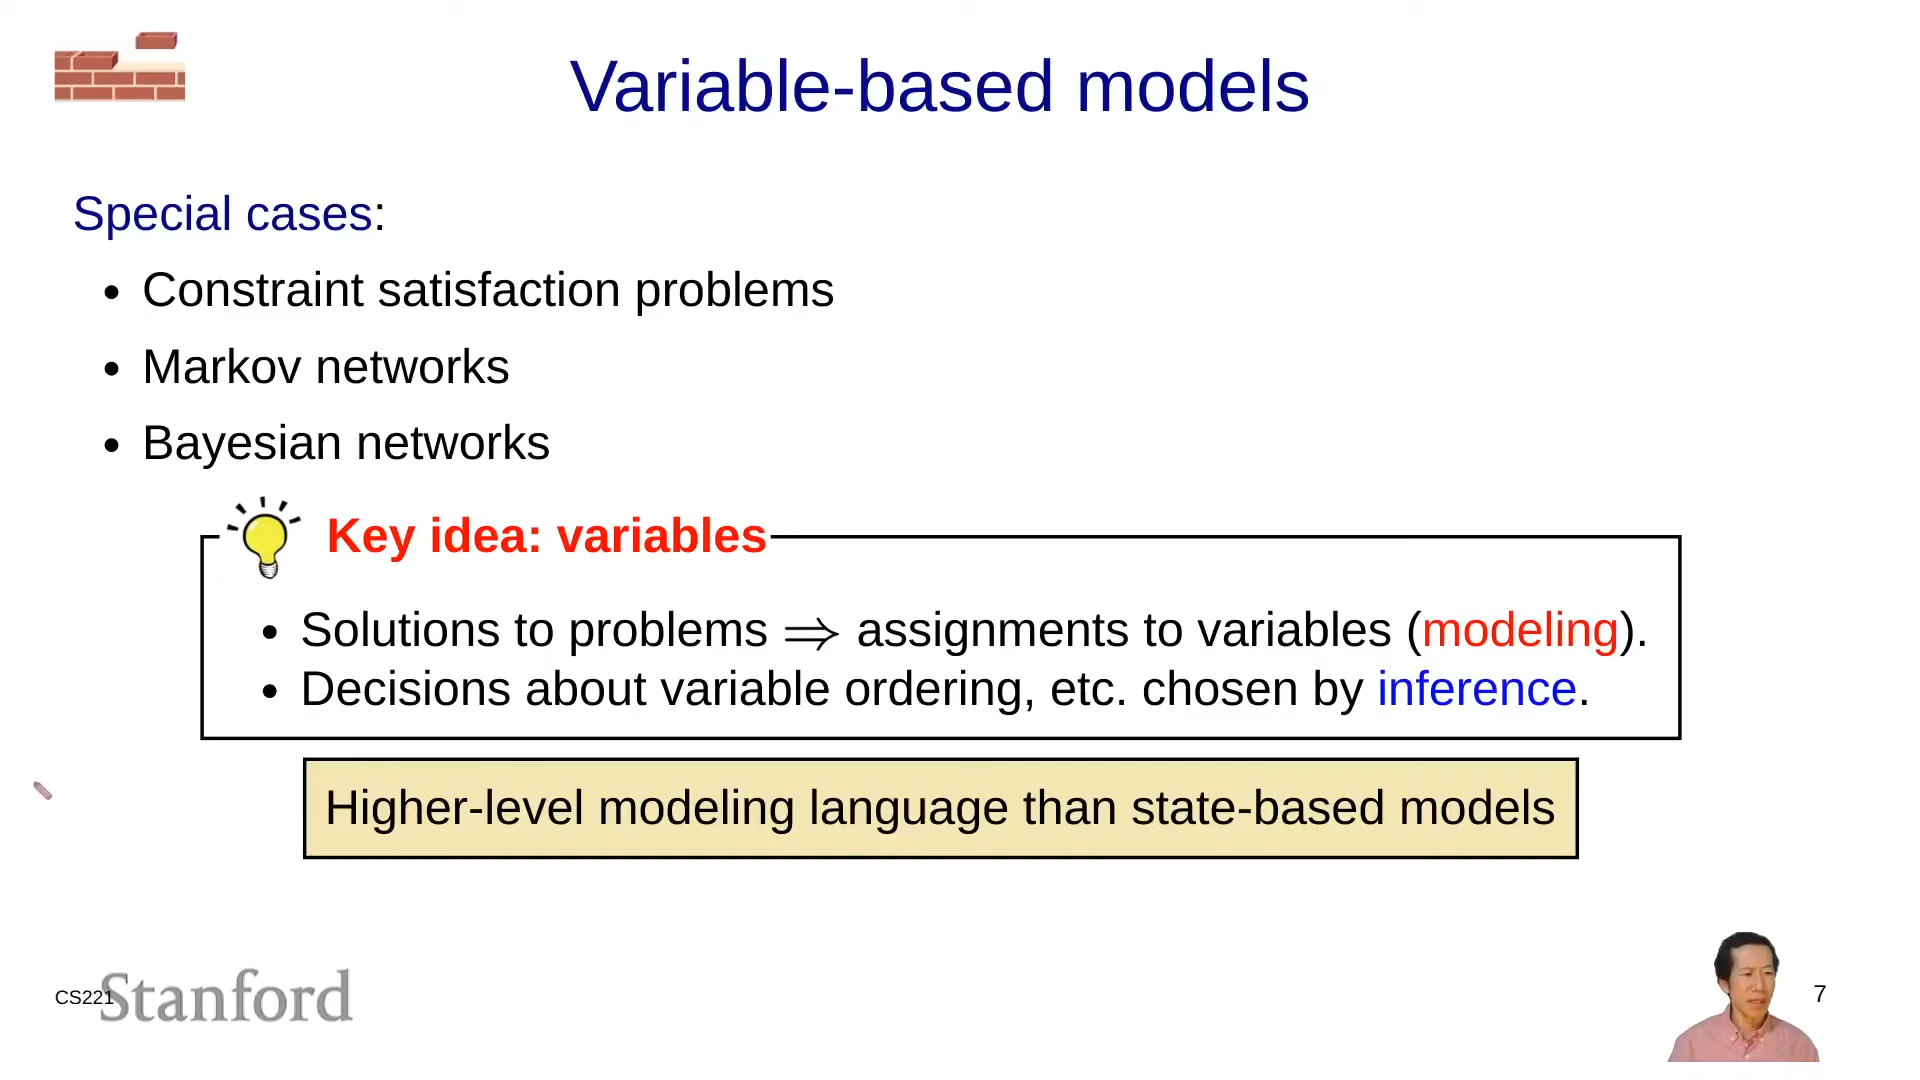 Variable-based models
Special cases:
• Constraint satisfaction problems
• Markov networks
• Bayesian networks
Key idea: variables
• Solutions to problems ⇒ assignments to variables (modeling).
• Decisions about variable ordering, etc. chosen by inference.
Higher-level modeling language than state-based models
CS221
Stanford
7